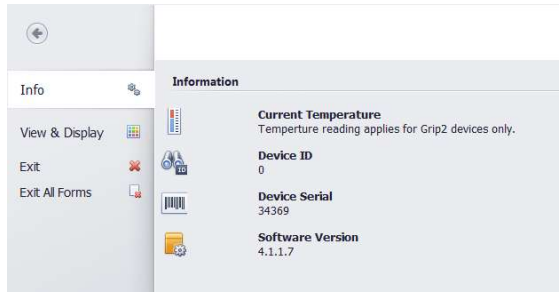 Info
View & Display
Exit
Exit All Forms
Information
Current Temperature
Temperture reading applies for Grip2 devices only.
ID
Device ID
0
Device Serial
34369
Software Version
4.1.1.7